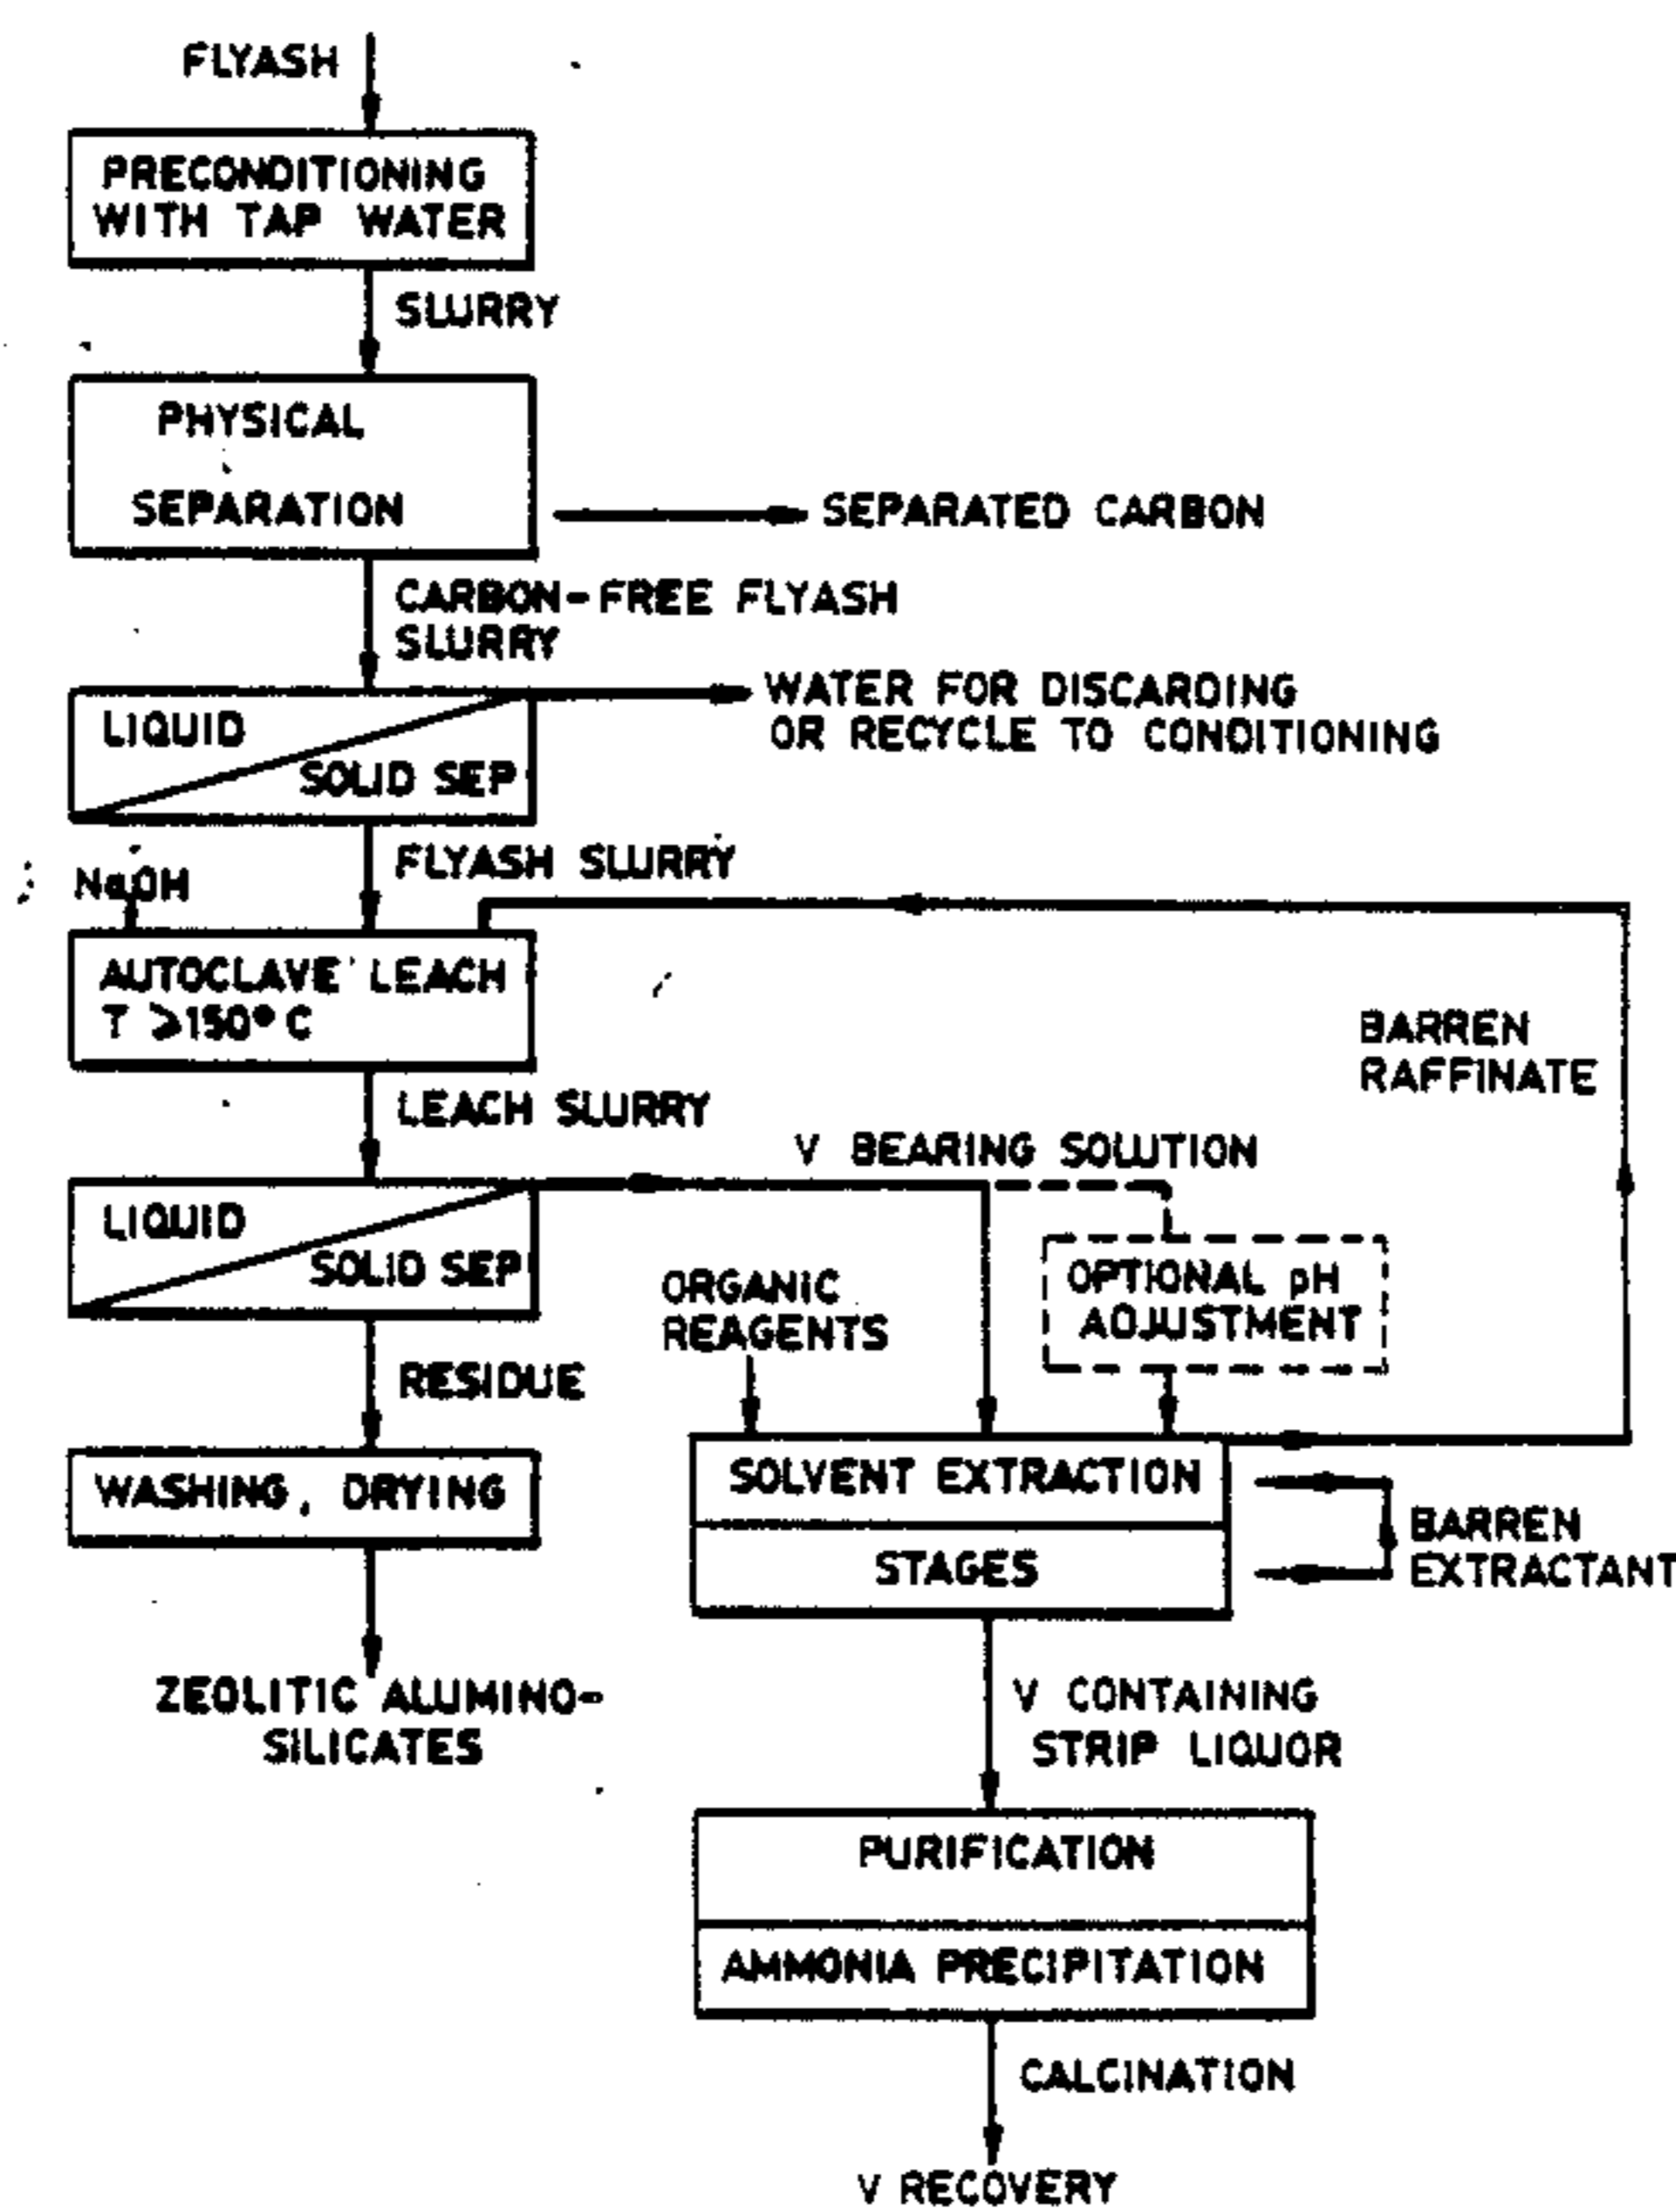 FLYASH
PRECONDITIONING
WITH TAP WATER
SLURRY
PHYSICAL
SEPARATION
SEPARATED CARBON
CARBON-FREE FLYASH
SLURRY
WATER FOR DISCARDING
OR RECYCLE TO CONDITIONING
LIQUID
SOLID SEP
FLYASH SLURRY
NaOH
AUTOCLAVE LEACH
T ⩾150° C
BARREN
RAFFINATE
LEACH SLURRY
V BEARING SOLUTION
LIQUID
SOLID SEP
OPTIONAL pH
ADJUSTMENT
ORGANIC
REAGENTS
RESIDUE
WASHING, DRYING
SOLVENT EXTRACTION
STAGES
BARREN
EXTRACTANT
ZEOLITIC ALUMINO-
SILICATES
V CONTAINING
STRIP LIQUOR
PURIFICATION
AMMONIA PRECIPITATION
CALCINATION
V RECOVERY